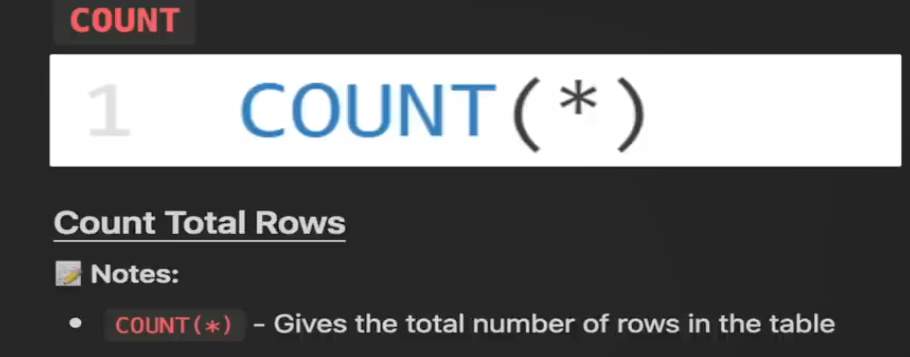 COUNT
1 COUNT(*)
Count Total Rows
📝 Notes:
• COUNT(*) – Gives the total number of rows in the table